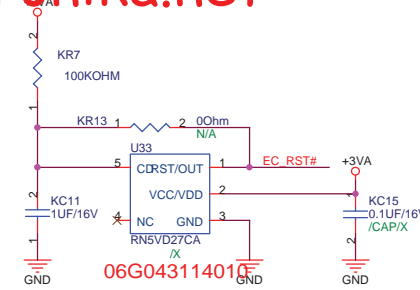 KR7
100KOHM
KR13 1 2 0Ohm
N/A
U33
5 CD RST/OUT 1 EC_RST#
+3VA
VCC/VDD 2
KC11
1UF/16V
4 NC GND 3
KC15
0.1UF/16V
/CAP/X
RN5VD27CA
/X
06G043114010
GND GND GND
2
1
2
1
1
2